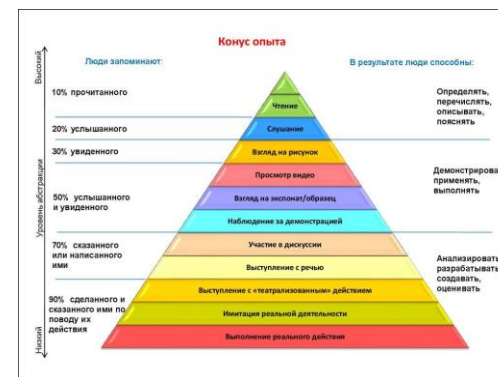 Конус опыта
Люди запоминают:
В результате люди способны:
Высокий
Уровень абстракции
Низкий
10% прочитанного
20% услышанного
30% увиденного
50% услышанного
и увиденного
70% сказанного
или написанного
ими
90% сделанного и
сказанного ими по
поводу их
действия
Чтение
Слушание
Взгляд на рисунок
Просмотр видео
Взгляд на экспонат/образец
Наблюдение за демонстрацией
Участие в дискуссии
Выступление с речью
Выступление с «театрализованным» действием
Имитация реальной деятельности
Выполнение реального действия
Определять,
перечислять,
описывать,
пояснять
Демонстрирова
применять,
выполнять
Анализировать
разрабатывать
создавать,
оценивать